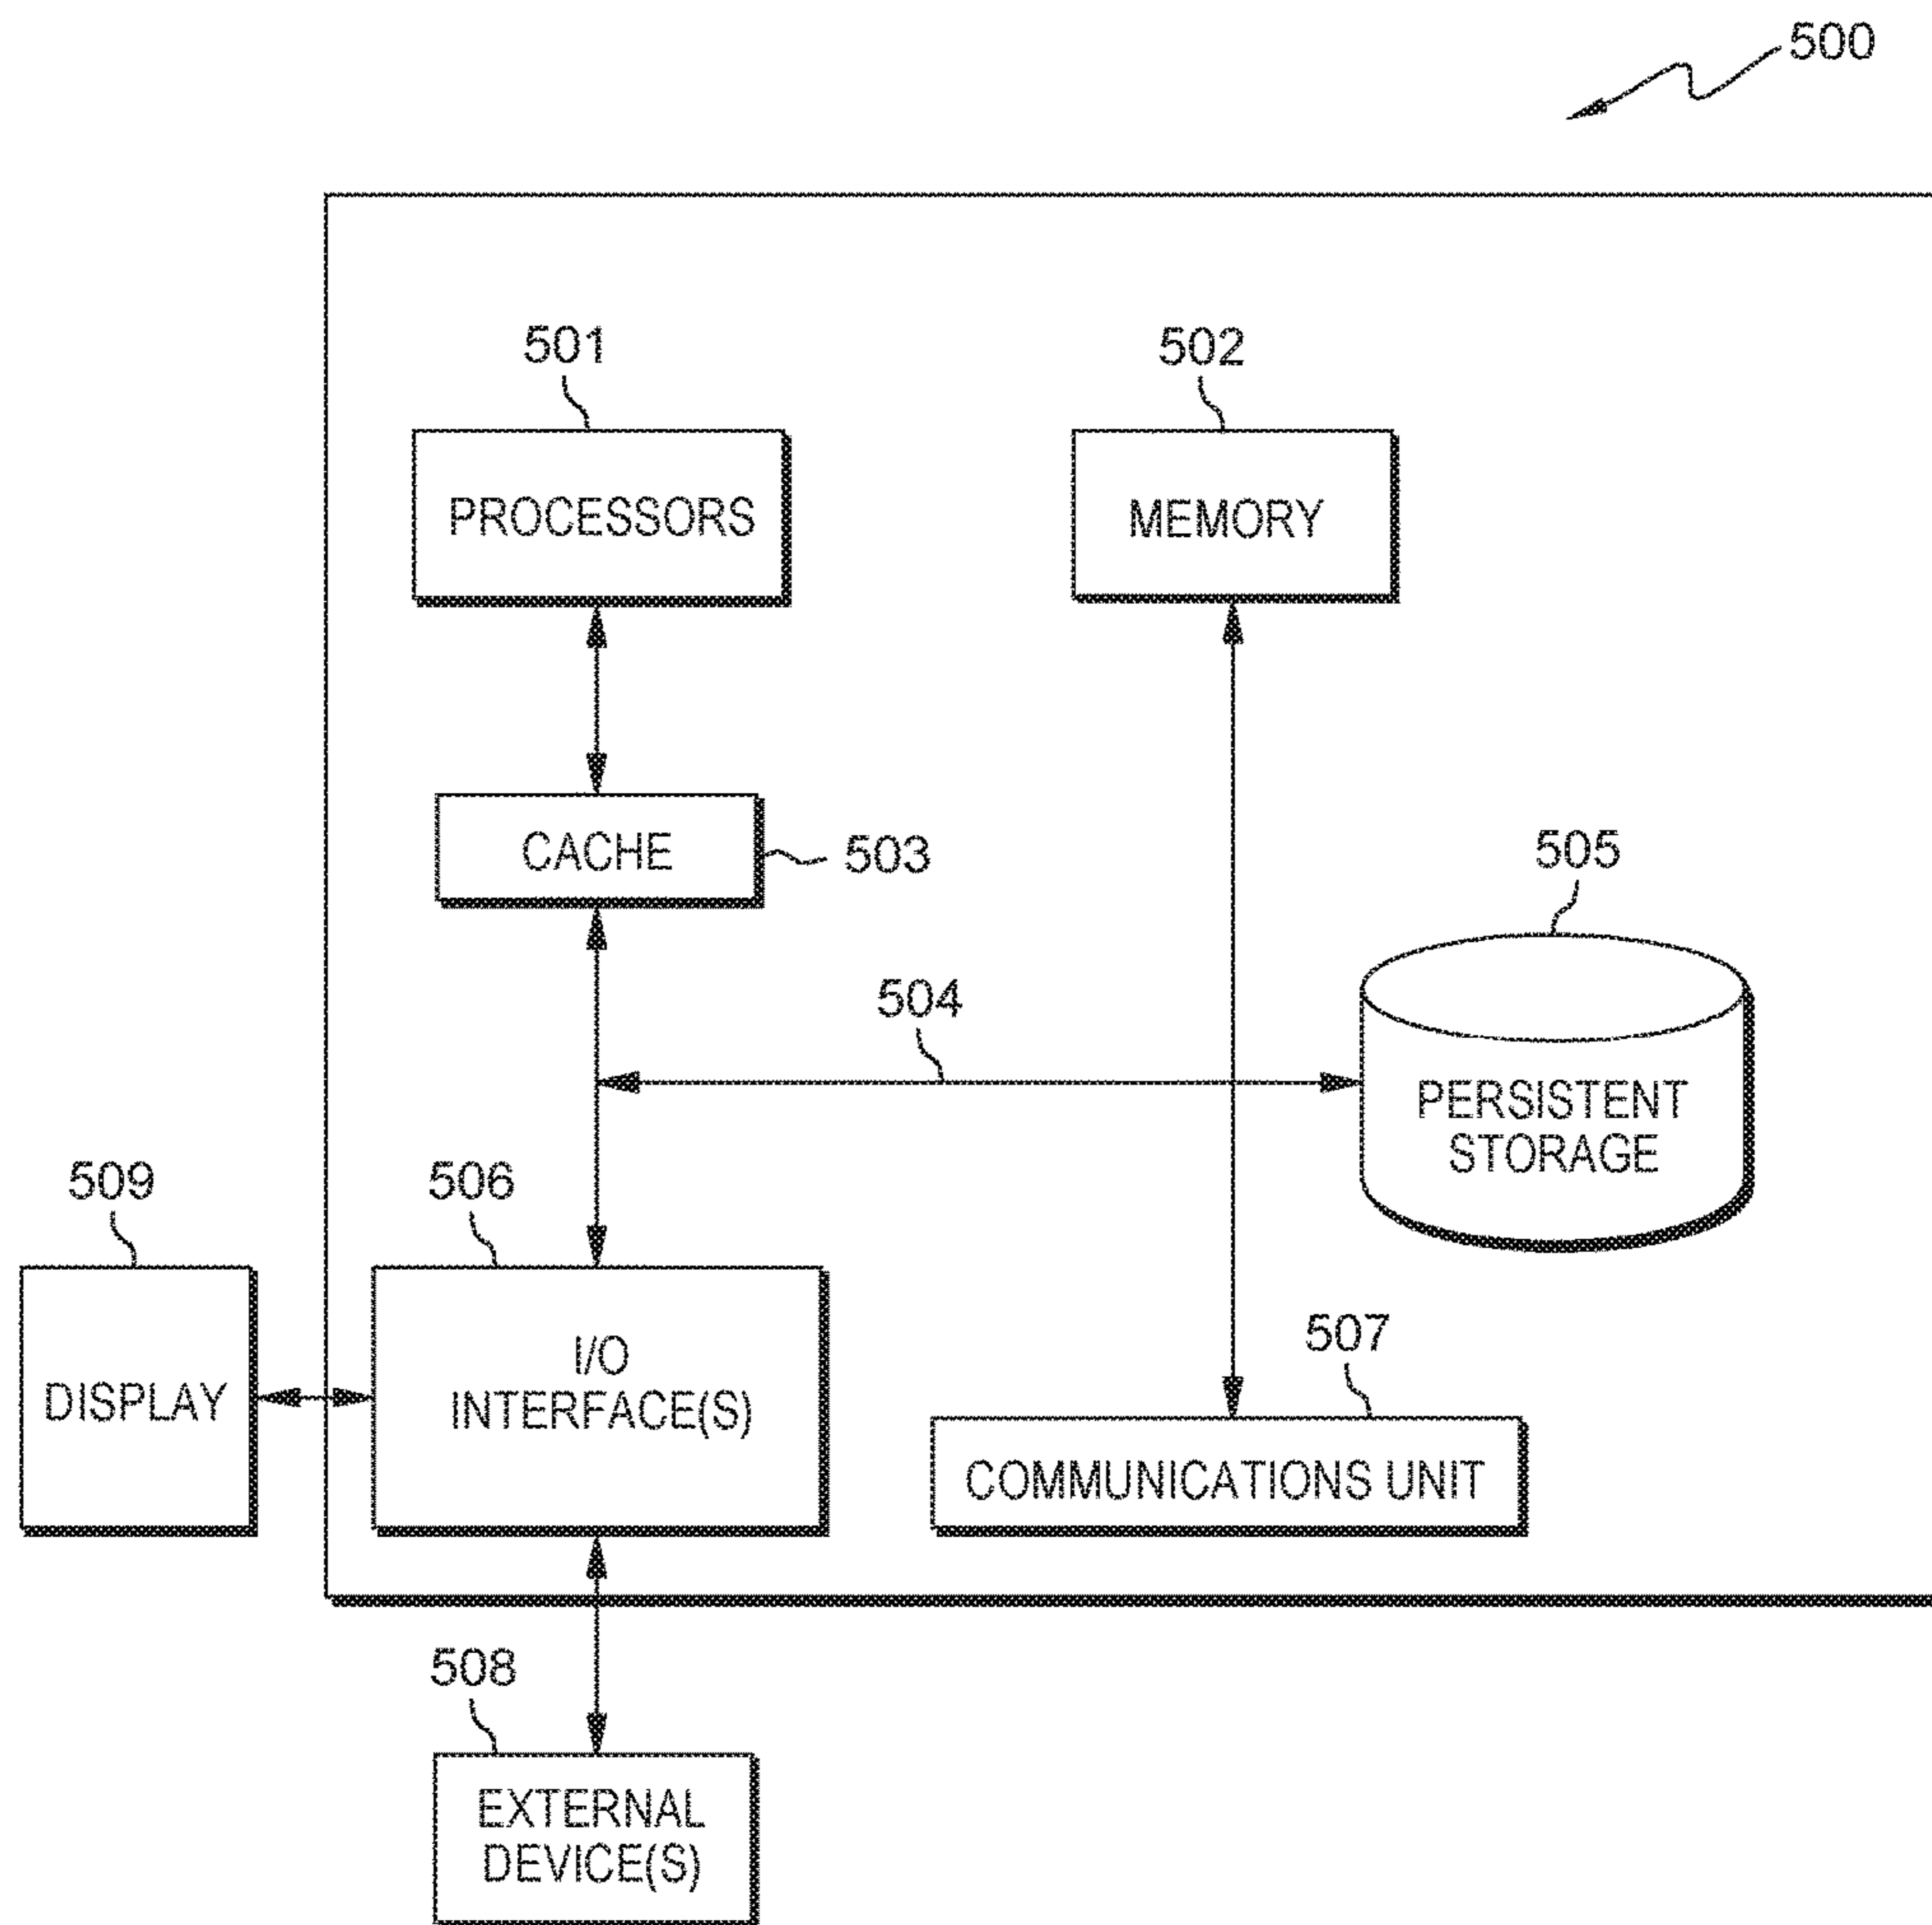 500
501
502
PROCESSORS
MEMORY
CACHE
503
505
504
PERSISTENT
STORAGE
509
506
507
DISPLAY
I/O
INTERFACE(S)
COMMUNICATIONS UNIT
508
EXTERNAL
DEVICE(S)